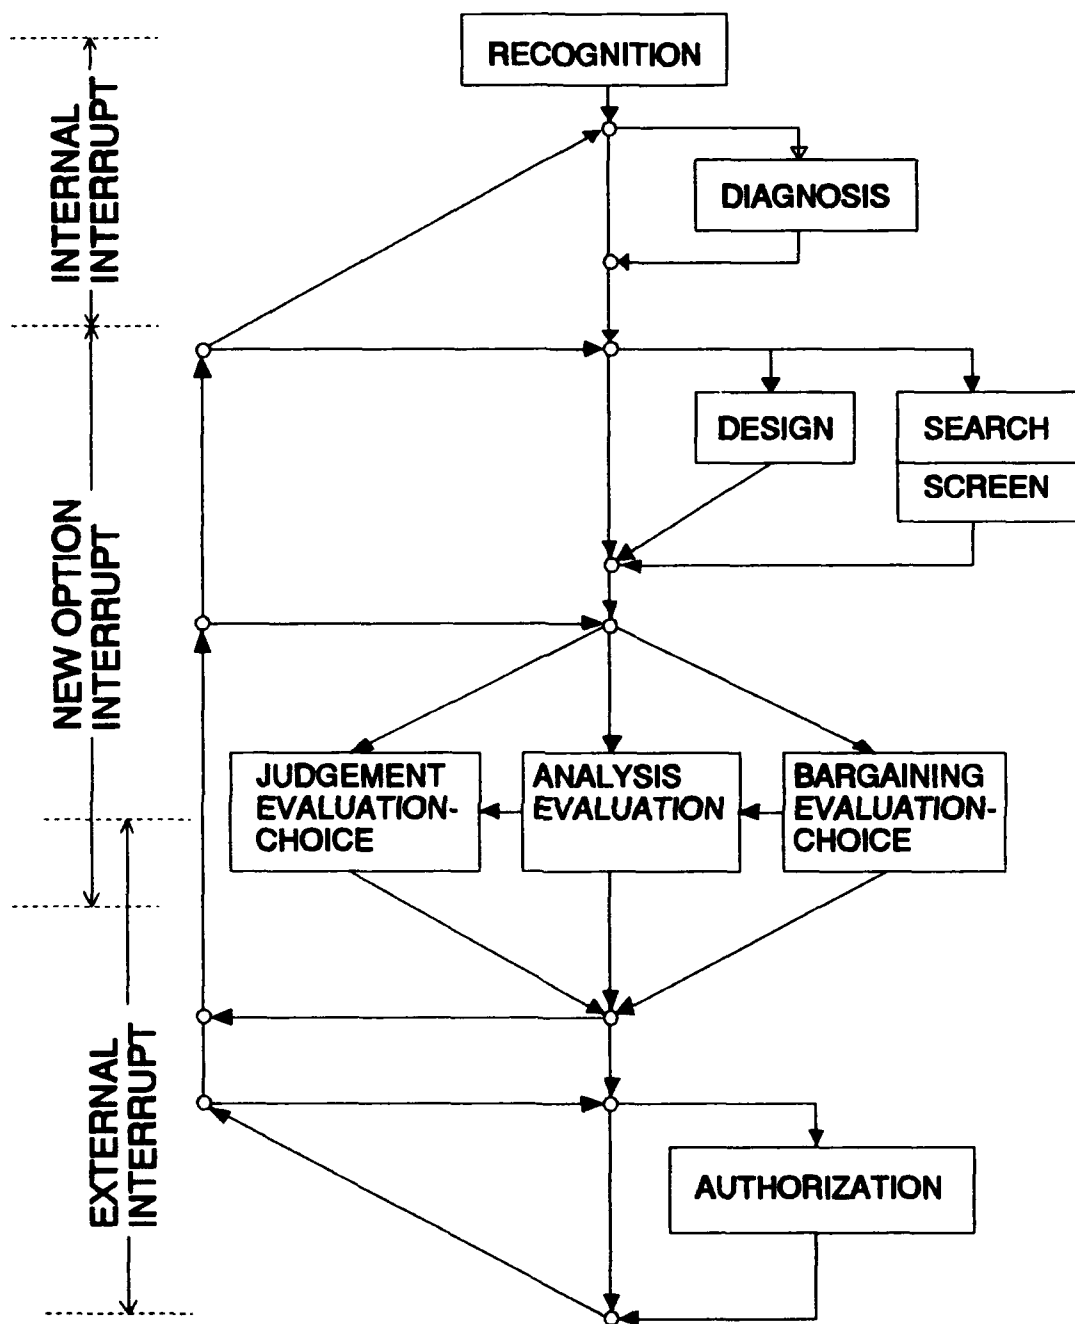 RECOGNITION
INTERNAL
INTERRUPT
DIAGNOSIS
DESIGN
SEARCH
SCREEN
NEW OPTION
INTERRUPT
JUDGEMENT
EVALUATION-
CHOICE
ANALYSIS
EVALUATION
BARGAINING
EVALUATION-
CHOICE
EXTERNAL
INTERRUPT
AUTHORIZATION